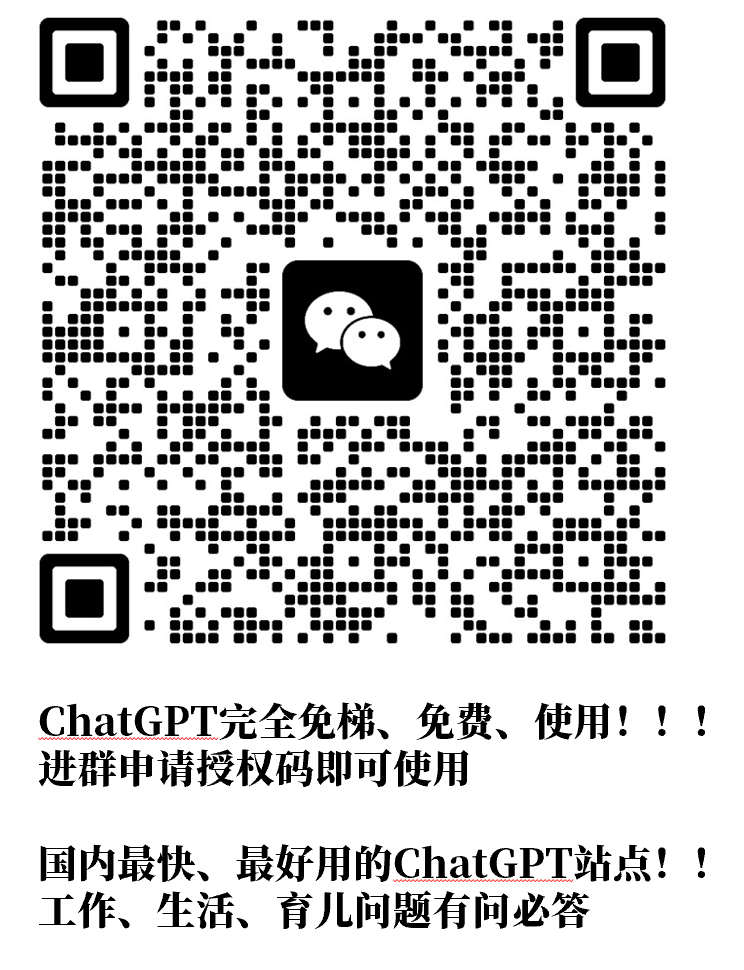 ChatGPT完全免梯、免费、使用！！！
进群申请授权码即可使用
国内最快、最好用的ChatGPT站点！！
工作、生活、育儿问题有问必答